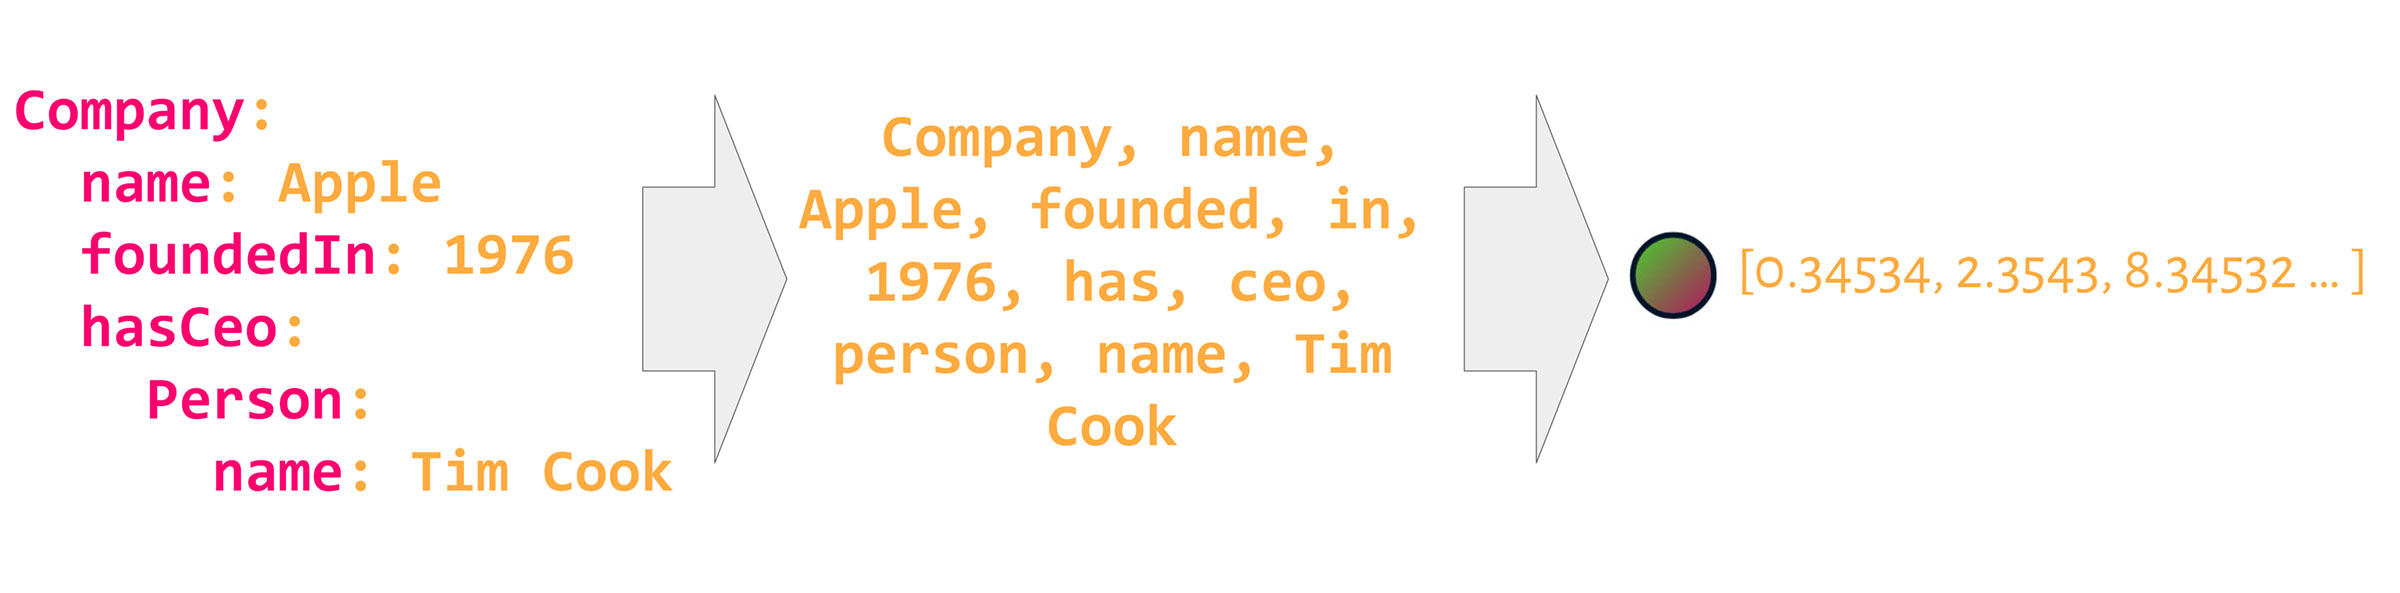 Company:
name: Apple
foundedIn: 1976
hasCeo:
Person:
name: Tim Cook
Company, name,
Apple, founded, in,
1976, has, ceo,
person, name, Tim
Cook
[0.34534, 2.3543, 8.34532 ... ]